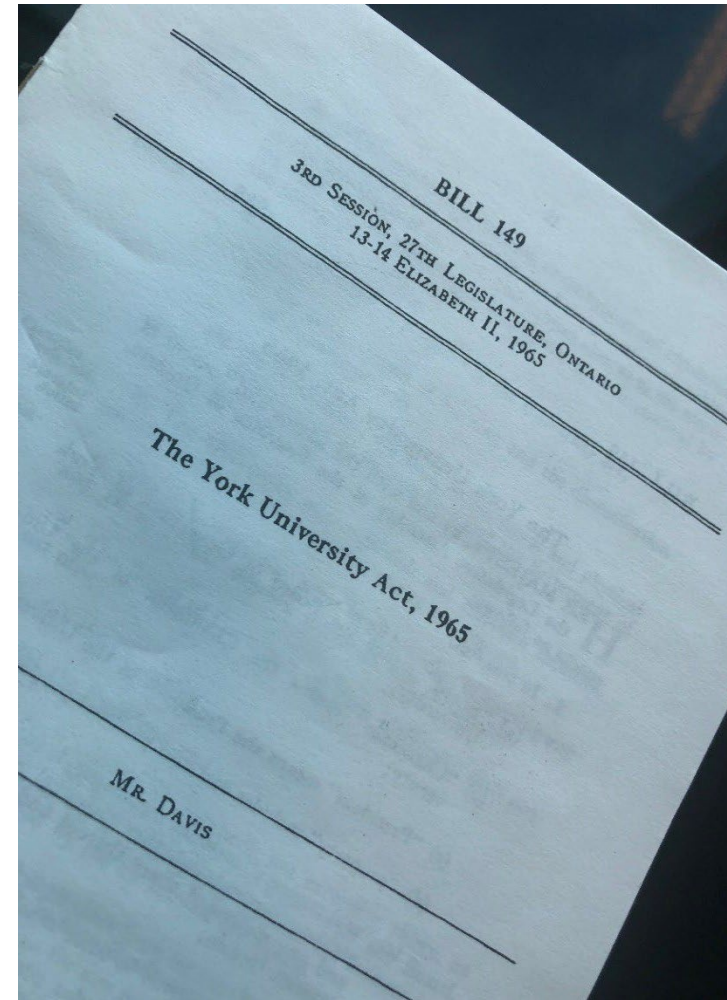 BILL 149
3RD SESSION, 27TH LEGISLATURE, ONTARIO
13-14 ELIZABETH II, 1965
The York University Act, 1965
MR. DAVIS